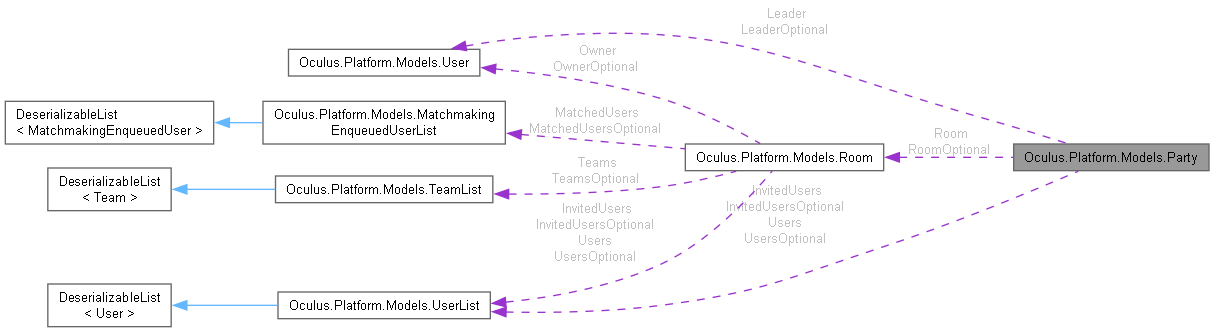 Leader
LeaderOptional
Owner
OwnerOptional
Oculus.Platform.Models.User
DeserializableList
< MatchmakingEnqueuedUser >
Oculus.Platform.Models.Matchmaking
EnqueuedUserList
MatchedUsers
MatchedUsersOptional
Room
RoomOptional
Oculus.Platform.Models.Room
Oculus.Platform.Models.Party
DeserializableList
< Team >
Oculus.Platform.Models.TeamList
Teams
TeamsOptional
InvitedUsers
InvitedUsersOptional
Users
UsersOptional
InvitedUsers
InvitedUsersOptional
Users
UsersOptional
DeserializableList
< User >
Oculus.Platform.Models.UserList